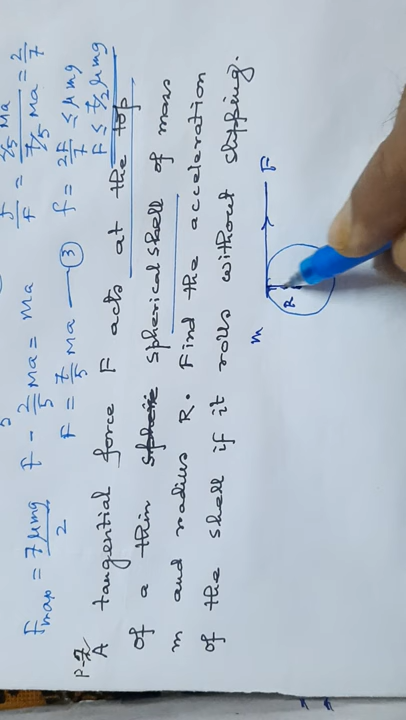 f/F = 2/5 Ma / 7/5 Ma = 2/7
F - 2/5 Ma = Ma
f = 2F/7 ≤ μmg
F = 7/5 Ma — ③
F ≤ 7/2 μmg
Fmax = 7μmg/2
P-7/ A tangential force F acts at the top
of a thin spherical shell of mass
m and radius R. Find the acceleration
of the shell if it rolls without slipping.
F
m
R